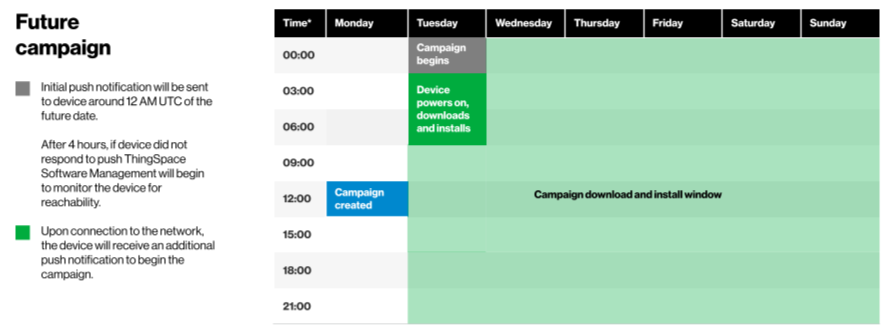 Future
campaign
Initial push notification will be sent
to device around 12 AM UTC of the
future date.
After 4 hours, if device did not
respond to push ThingSpace
Software Management will begin
to monitor the device for
reachability.
Upon connection to the network,
the device will receive an additional
push notification to begin the
campaign.
Time* Monday Tuesday Wednesday Thursday Friday Saturday Sunday
00:00
Campaign
begins
03:00
Device
powers on,
downloads
and installs
06:00
09:00
12:00
Campaign
created
Campaign download and install window
15:00
18:00
21:00